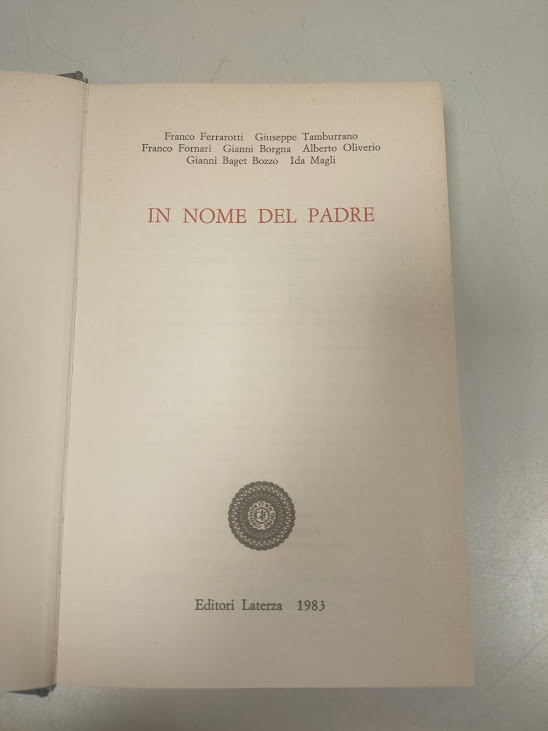 Franco Ferrarotti Giuseppe Tamburrano
Franco Fornari Gianni Borgna Alberto Oliverio
Gianni Baget Bozzo Ida Magli
IN NOME DEL PADRE
Editori Laterza 1983